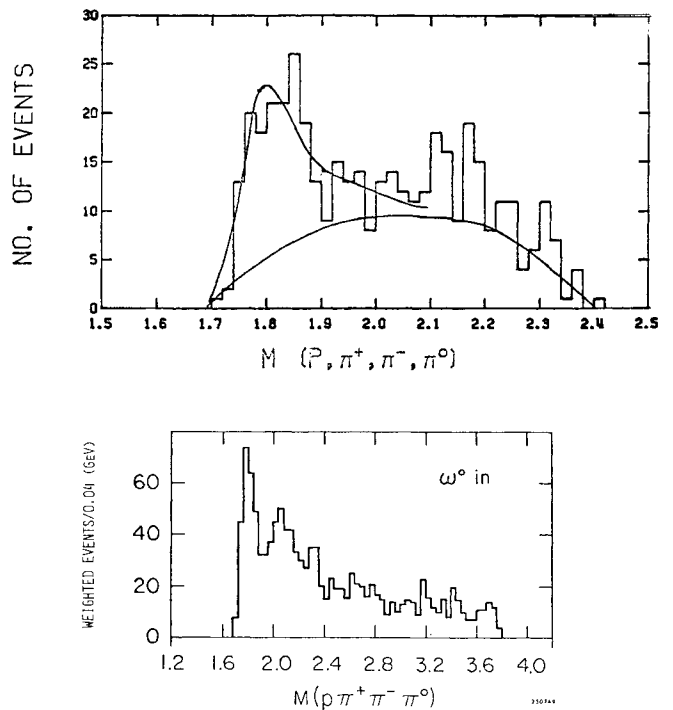 30
25
20
15
10
5
0
NO. OF EVENTS
1.5 1.6 1.7 1.8 1.9 2.0 2.1 2.2 2.3 2.4 2.5
M (P, π⁺, π⁻, π⁰)
WEIGHTED EVENTS/0.04 (GeV)
60
40
20
0
ω⁰ in
1.2 1.6 2.0 2.4 2.8 3.2 3.6 4.0
M(pπ⁺π⁻π⁰)